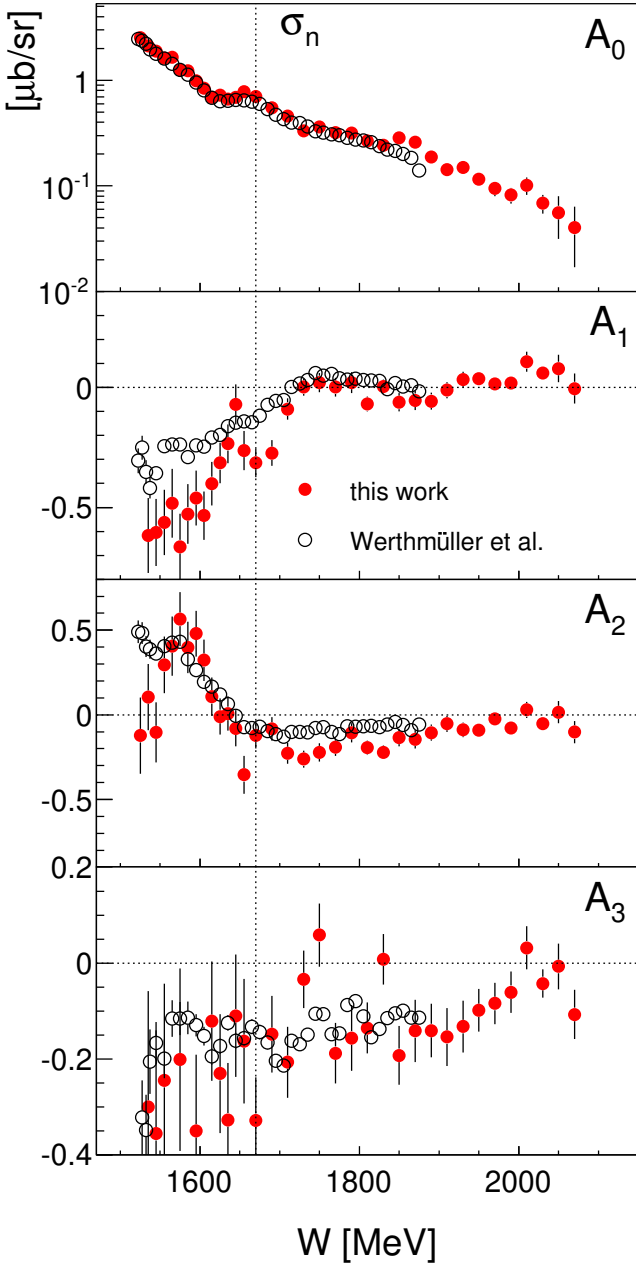 [μb/sr]
σn
A0
1
10-1
10-2
A1
0
-0.5
this work
Werthmüller et al.
A2
0.5
0
-0.5
0.2
A3
0
-0.2
-0.4
1600 1800 2000
W [MeV]